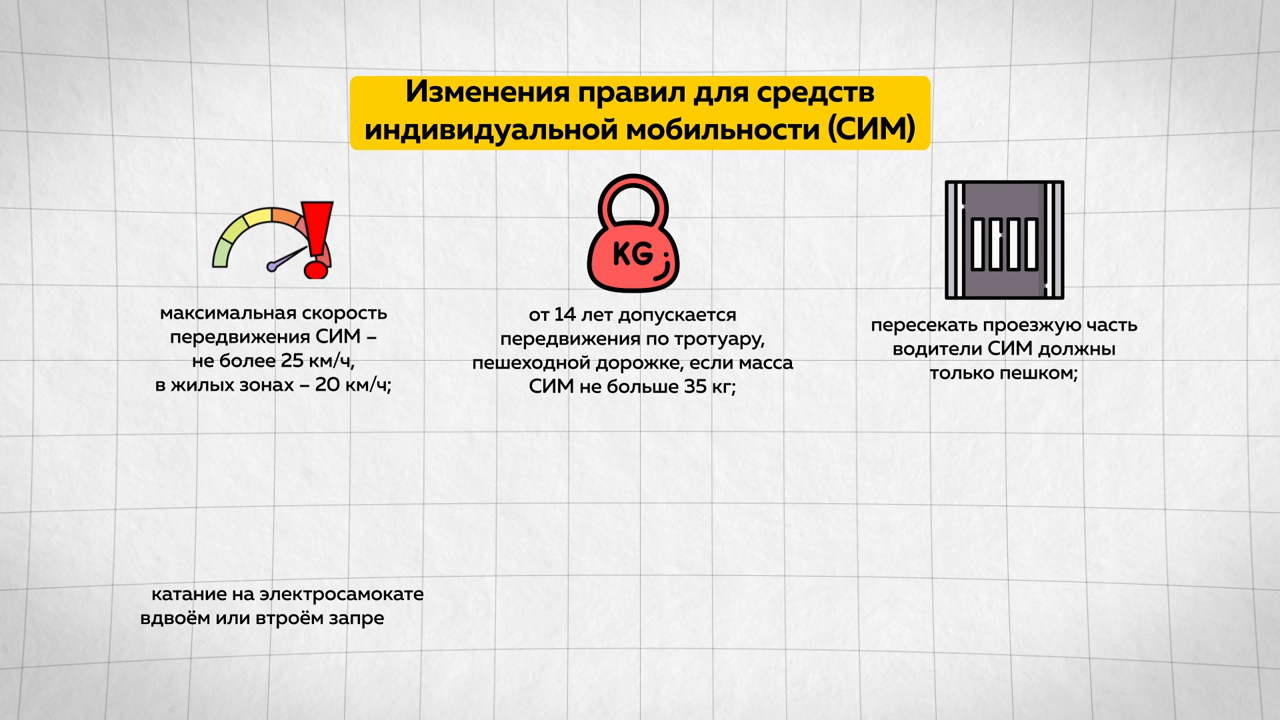 Изменения правил для средств
индивидуальной мобильности (СИМ)
максимальная скорость
передвижения СИМ –
не более 25 км/ч,
в жилых зонах – 20 км/ч;
KG
от 14 лет допускается
передвижения по тротуару,
пешеходной дорожке, если масса
СИМ не больше 35 кг;
пересекать проезжую часть
водители СИМ должны
только пешком;
катание на электросамокате
вдвоём или втроём запре